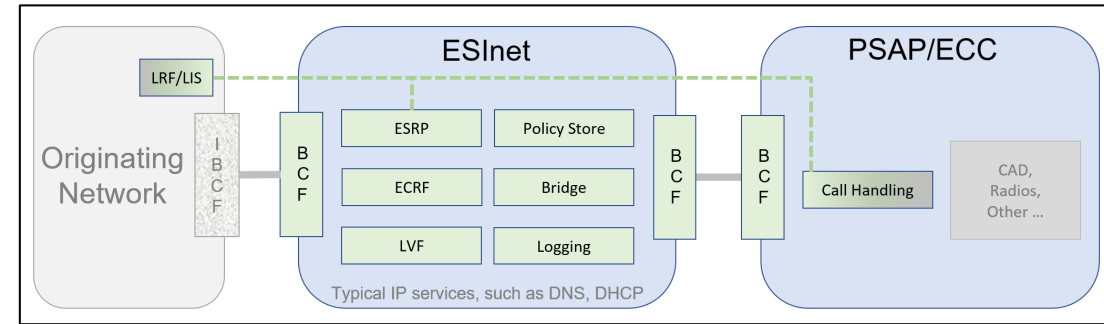 Originating
Network
LRF/LIS
I
B
C
F
ESInet
B
C
F
ESRP
Policy Store
ECRF
Bridge
LVF
Logging
Typical IP services, such as DNS, DHCP
B
C
F
PSAP/ECC
B
C
F
Call Handling
CAD,
Radios,
Other ...